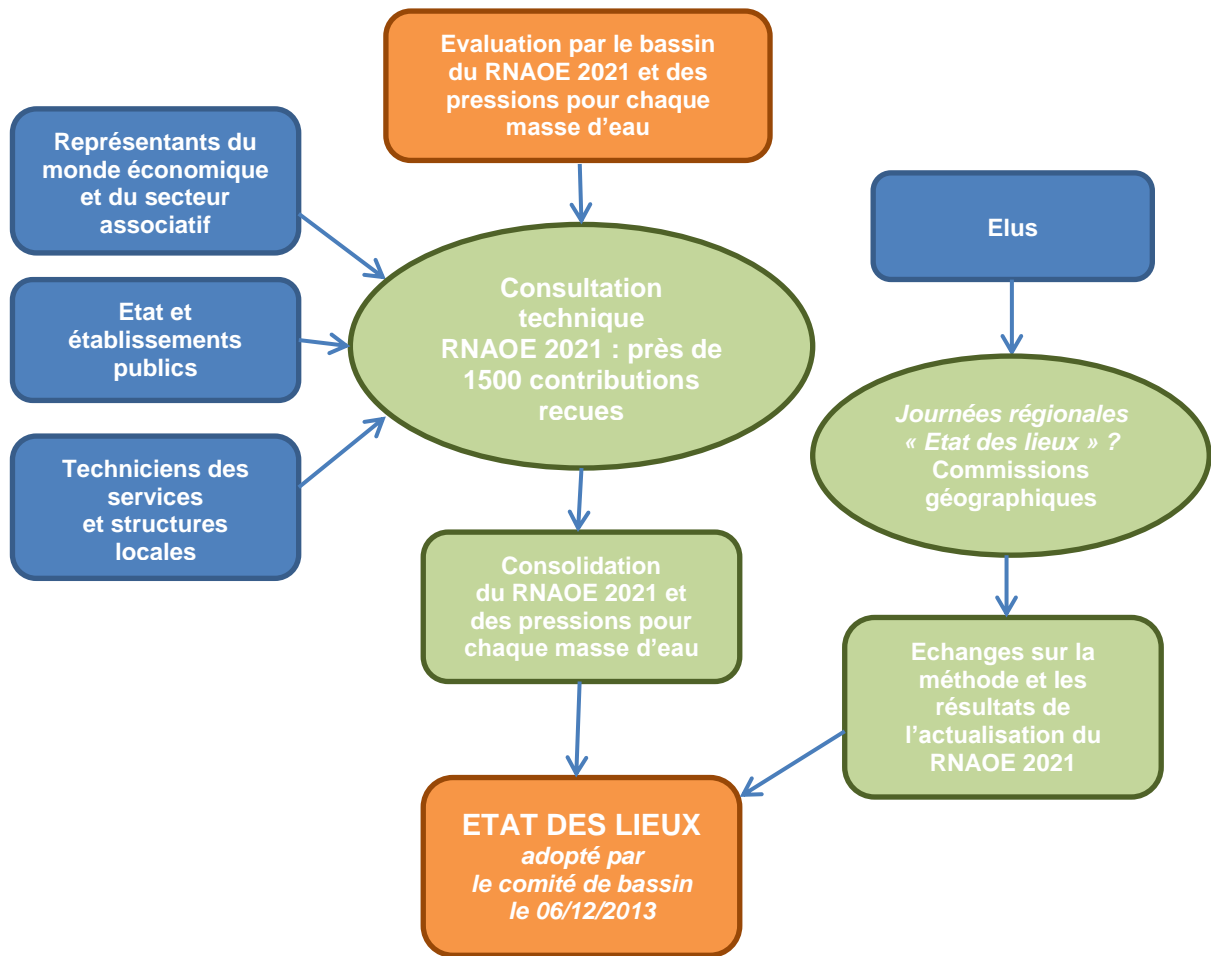 Evaluation par le bassin
du RNAOE 2021 et des
pressions pour chaque
masse d’eau
Représentants du
monde économique
et du secteur
associatif
Elus
Etat et
établissements
publics
Consultation
technique
RNAOE 2021 : près de
1500 contributions
recues
Techniciens des
services
et structures
locales
Journées régionales
« Etat des lieux » ?
Commissions
géographiques
Consolidation
du RNAOE 2021 et
des pressions pour
chaque masse d’eau
Echanges sur la
méthode et les
résultats de
l’actualisation du
RNAOE 2021
ETAT DES LIEUX
adopté par
le comité de bassin
le 06/12/2013